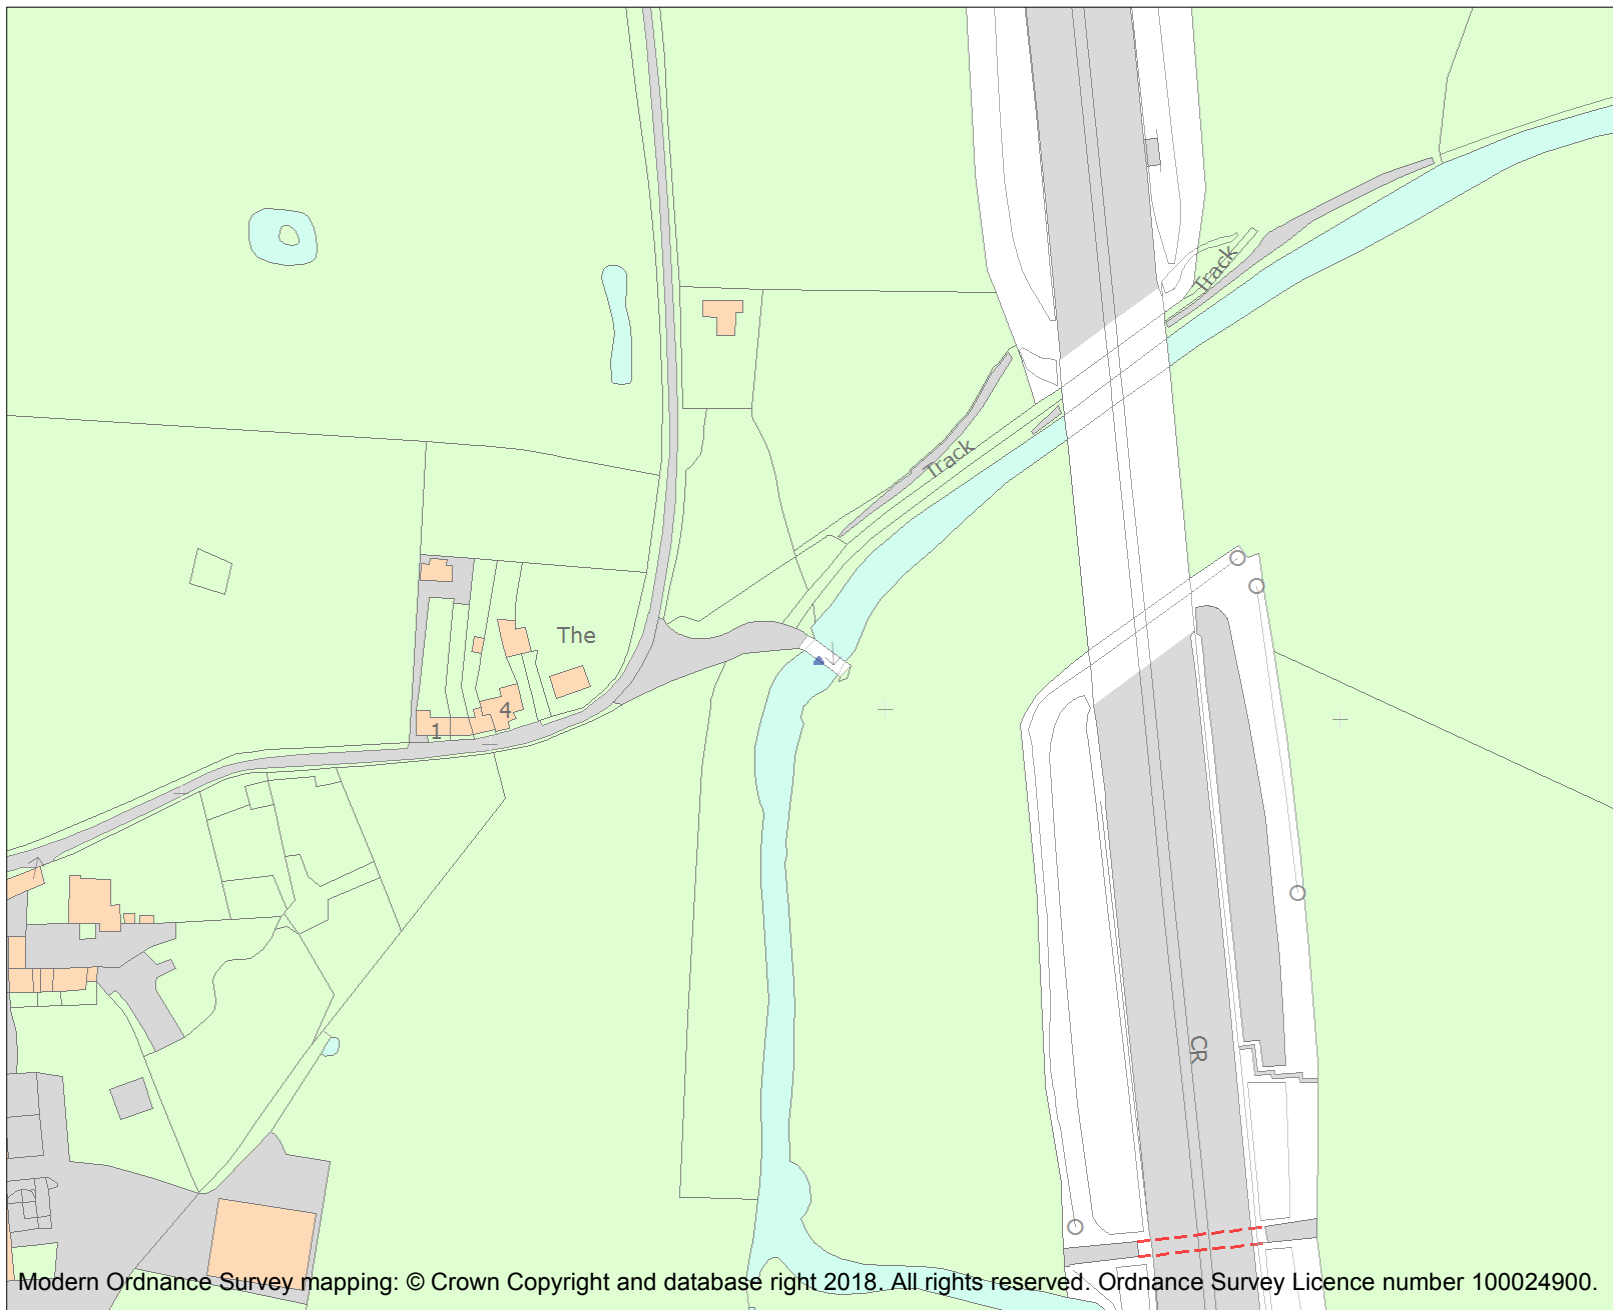 Track
Track
The
4
1
CR
Modern Ordnance Survey mapping: © Crown Copyright and database right 2018. All rights reserved. Ordnance Survey Licence number 100024900.